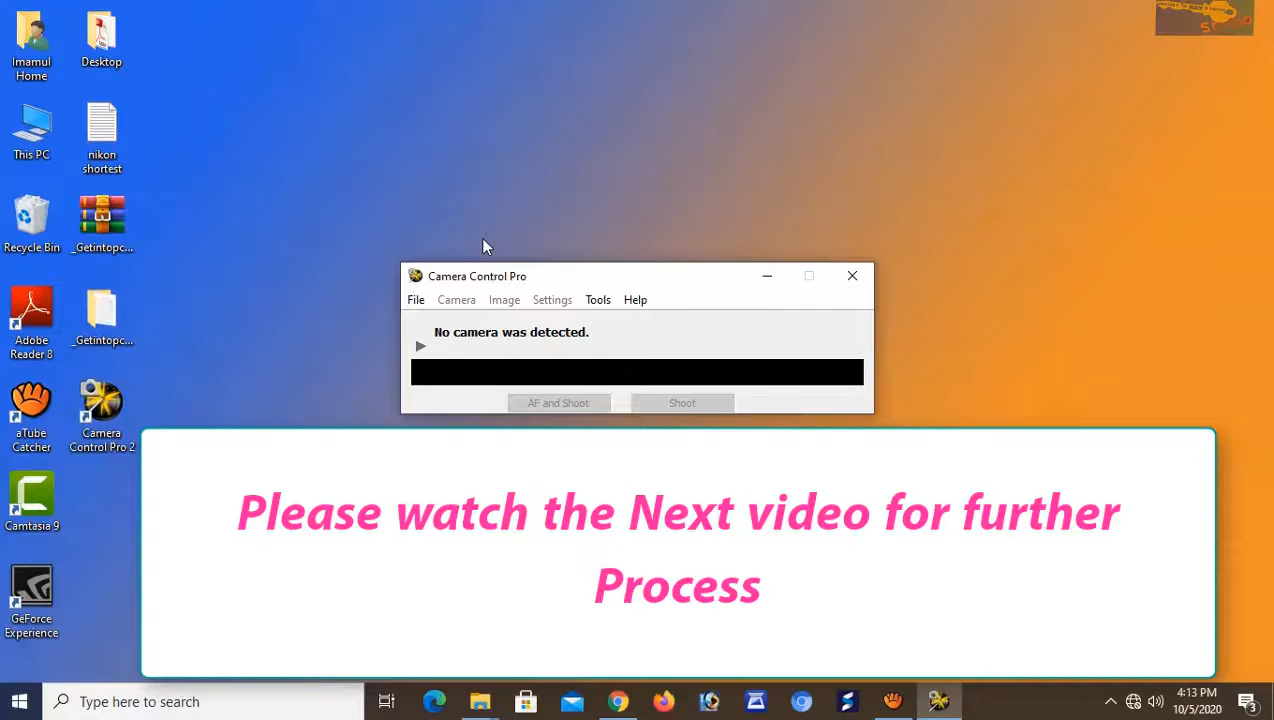 Imamul
Home
Desktop
This PC
nikon
shortest
Recycle Bin
_Getintopc...
Adobe
Reader 8
_Getintopc...
aTube
Catcher
Camera
Control Pro 2
Camtasia 9
GeForce
Experience
Camera Control Pro
File Camera Image Settings Tools Help
No camera was detected.
AF and Shoot Shoot
Please watch the Next video for further
Process
Type here to search
4:13 PM
10/5/2020
3